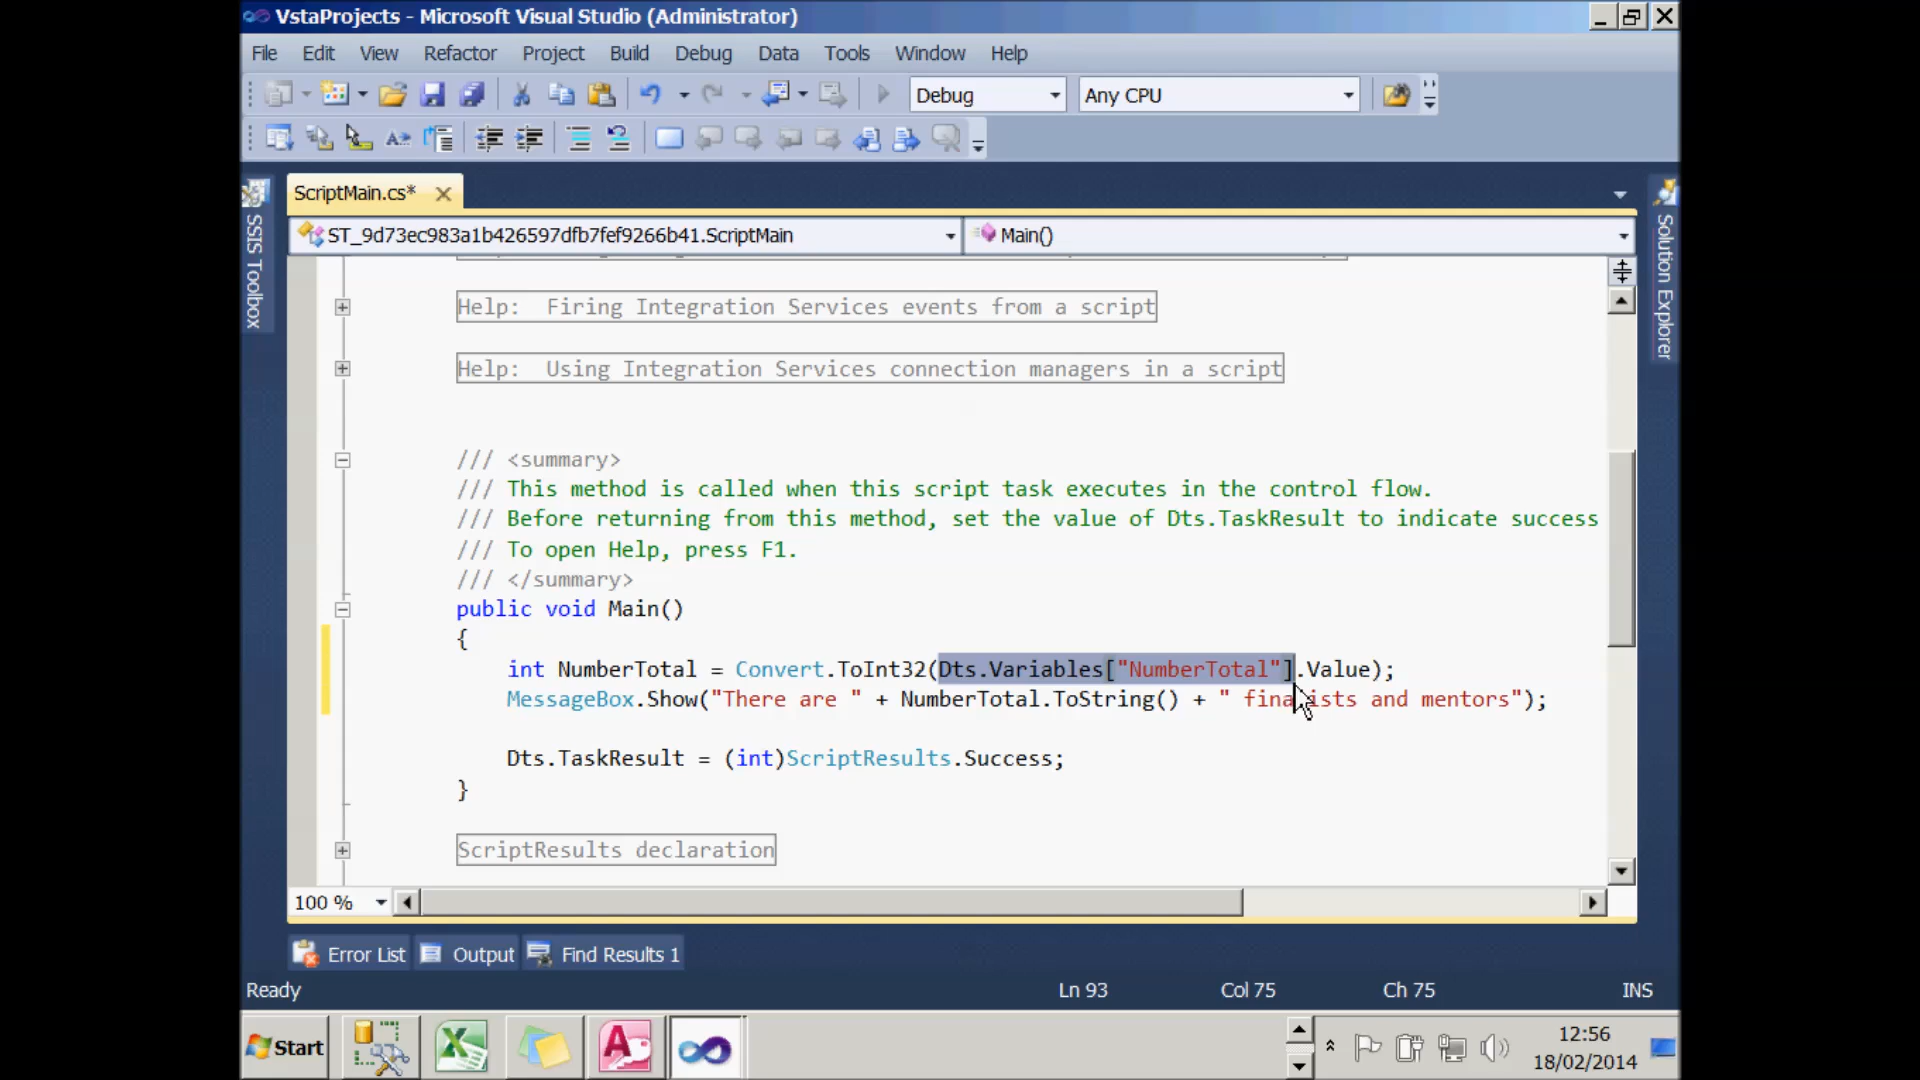 VstaProjects - Microsoft Visual Studio (Administrator)
File Edit View Refactor Project Build Debug Data Tools Window Help
Debug Any CPU
ScriptMain.cs*
SSIS Toolbox
Solution Explorer
ST_9d73ec983a1b426597dfb7fef9266b41.ScriptMain Main()
Help:  Firing Integration Services events from a script
Help:  Using Integration Services connection managers in a script
/// <summary>
/// This method is called when this script task executes in the control flow.
/// Before returning from this method, set the value of Dts.TaskResult to indicate success
/// To open Help, press F1.
/// </summary>
public void Main()
{
int NumberTotal = Convert.ToInt32(Dts.Variables["NumberTotal"].Value);
MessageBox.Show("There are " + NumberTotal.ToString() + " finalists and mentors");
Dts.TaskResult = (int)ScriptResults.Success;
}
ScriptResults declaration
100 %
Error List Output Find Results 1
Ready Ln 93 Col 75 Ch 75 INS
Start 12:56
18/02/2014